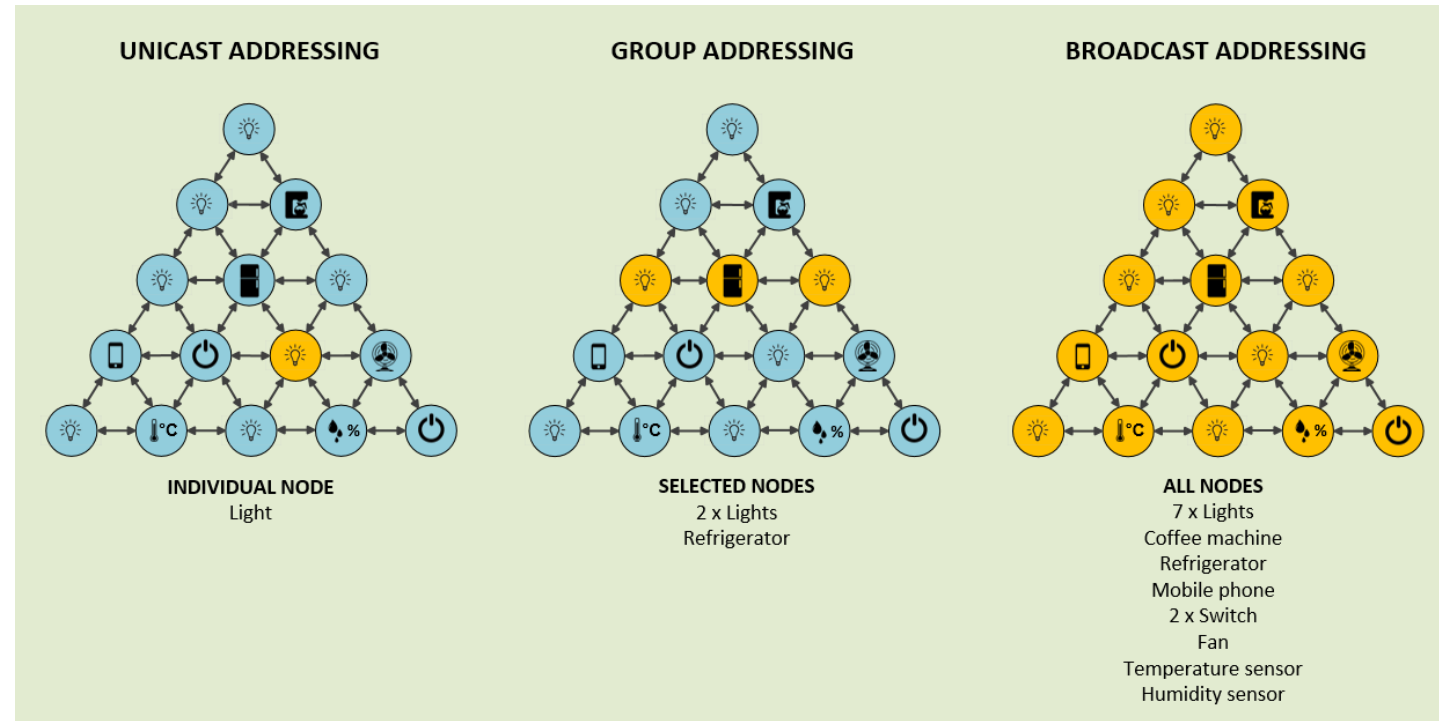 UNICAST ADDRESSING
GROUP ADDRESSING
BROADCAST ADDRESSING
°C
%
INDIVIDUAL NODE
Light
°C
%
SELECTED NODES
2 x Lights
Refrigerator
°C
%
ALL NODES
7 x Lights
Coffee machine
Refrigerator
Mobile phone
2 x Switch
Fan
Temperature sensor
Humidity sensor